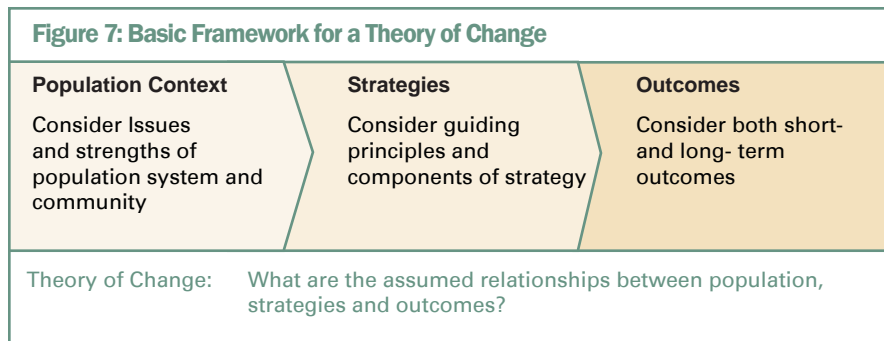 Figure 7: Basic Framework for a Theory of Change
Population Context
Consider Issues
and strengths of
population system and
community
Strategies
Consider guiding
principles and
components of strategy
Outcomes
Consider both short-
and long- term
outcomes
Theory of Change: What are the assumed relationships between population,
strategies and outcomes?